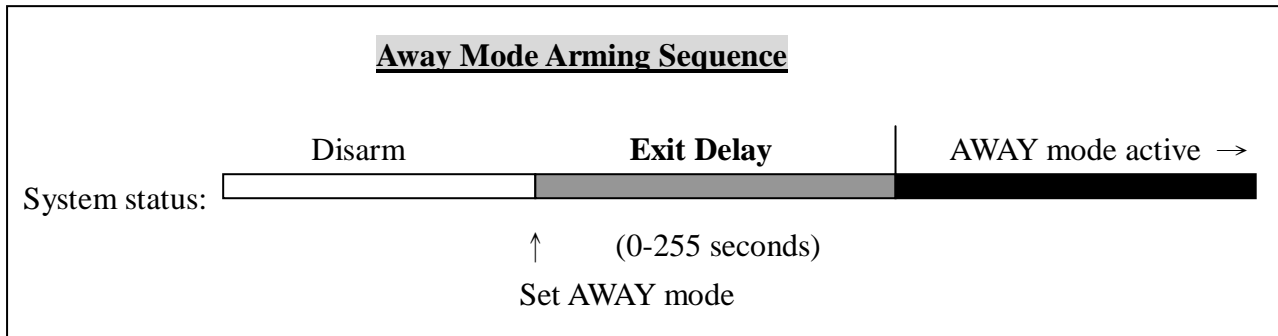 Away Mode Arming Sequence
Disarm Exit Delay AWAY mode active →
System status:
↑ (0-255 seconds)
Set AWAY mode